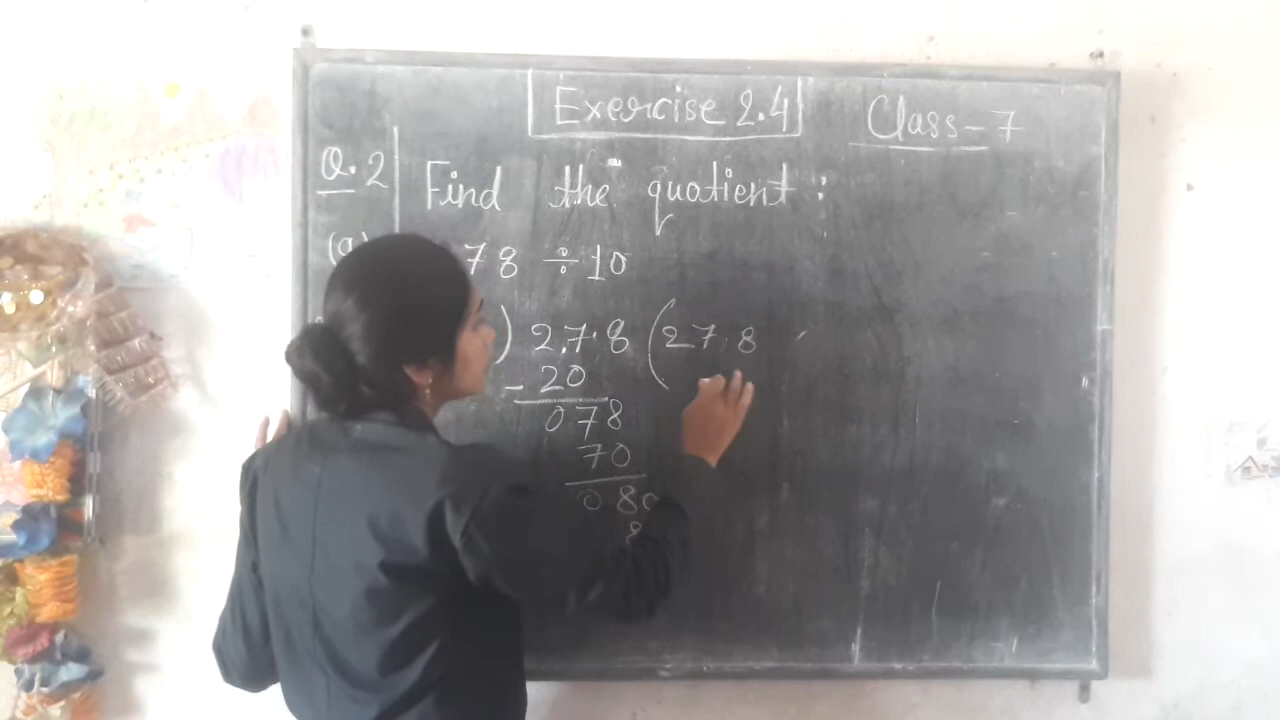 Exercise 2.4
Class-7
Q.2 Find the quotient :
(a) 78 ÷ 10
) 2.7.8 ( 27.8
- 20
078
70
080
8